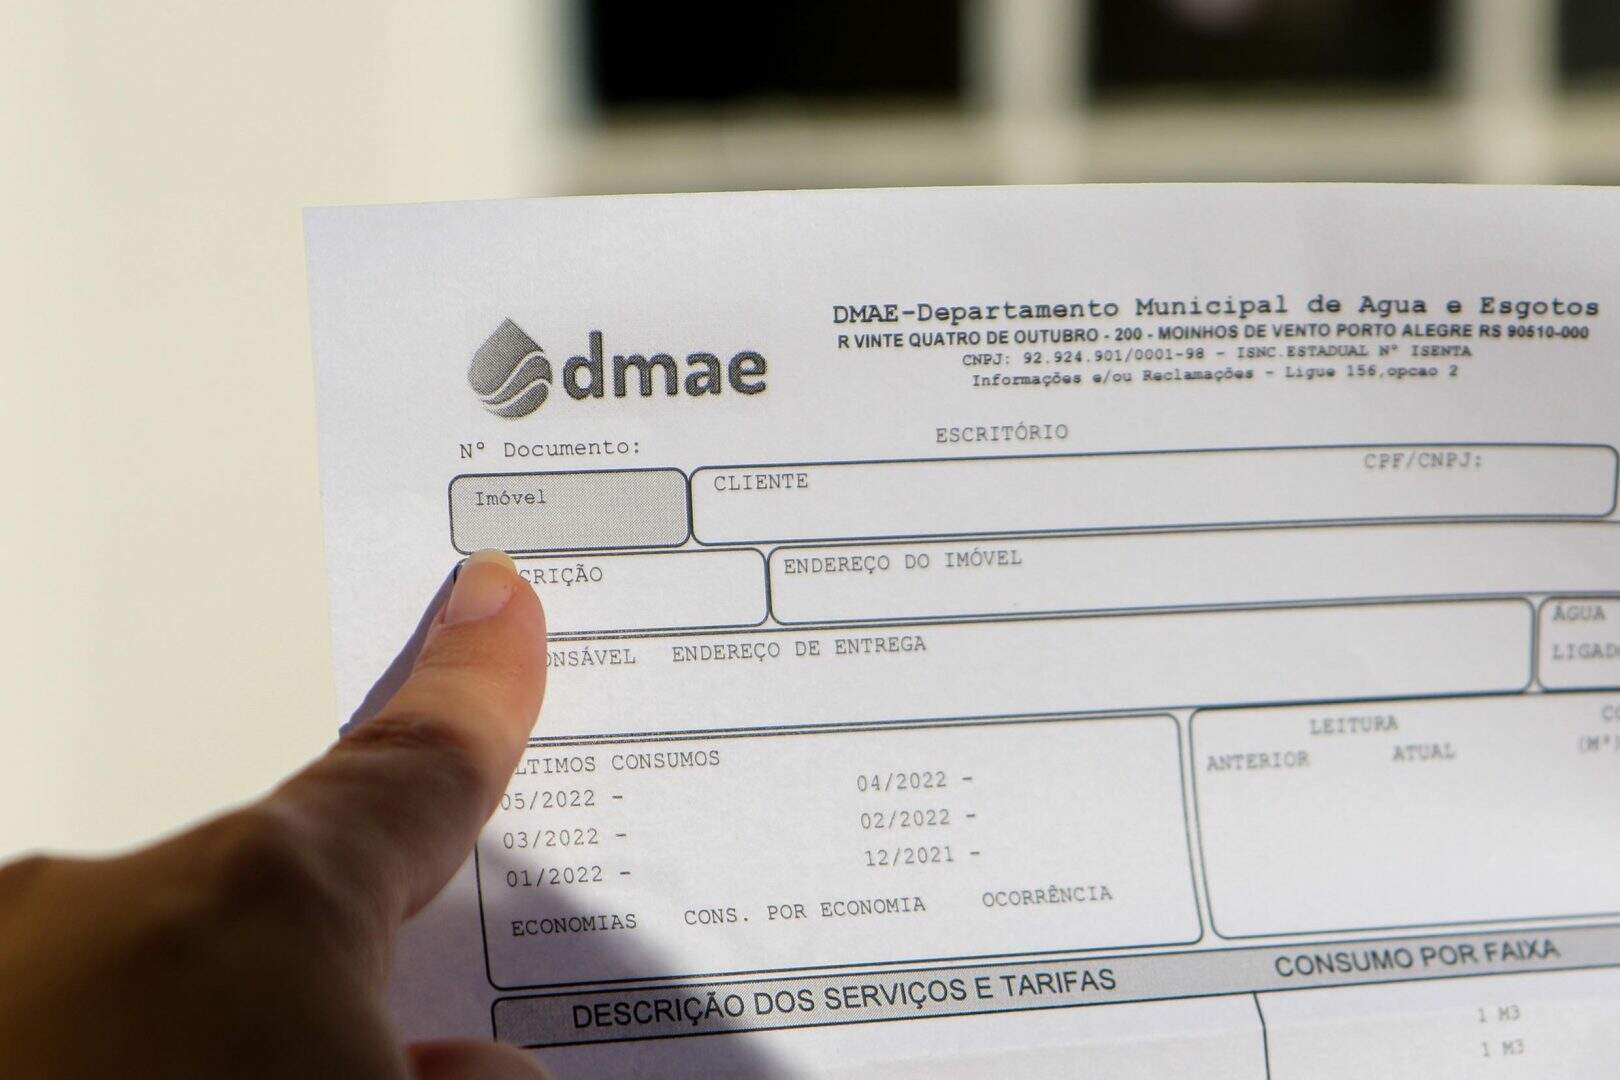 dmae
DMAE-Departamento Municipal de Agua e Esgotos
R VINTE QUATRO DE OUTUBRO - 200 - MOINHOS DE VENTO PORTO ALEGRE RS 90510-000
CNPJ: 92.924.901/0001-98 - ISNC.ESTADUAL Nº ISENTA
Informações e/ou Reclamações - Ligue 156,opcao 2
Nº Documento:
ESCRITÓRIO
Imóvel
CLIENTE
CPF/CNPJ:
CRIÇÃO
ENDEREÇO DO IMÓVEL
ONSÁVEL
ENDEREÇO DE ENTREGA
ÁGUA
LIGAD
LTIMOS CONSUMOS
05/2022 -
04/2022 -
03/2022 -
02/2022 -
01/2022 -
12/2021 -
ECONOMIAS
CONS. POR ECONOMIA
OCORRÊNCIA
LEITURA
ANTERIOR
ATUAL
CO
(M³)
DESCRIÇÃO DOS SERVIÇOS E TARIFAS
CONSUMO POR FAIXA
1 M3
1 M3